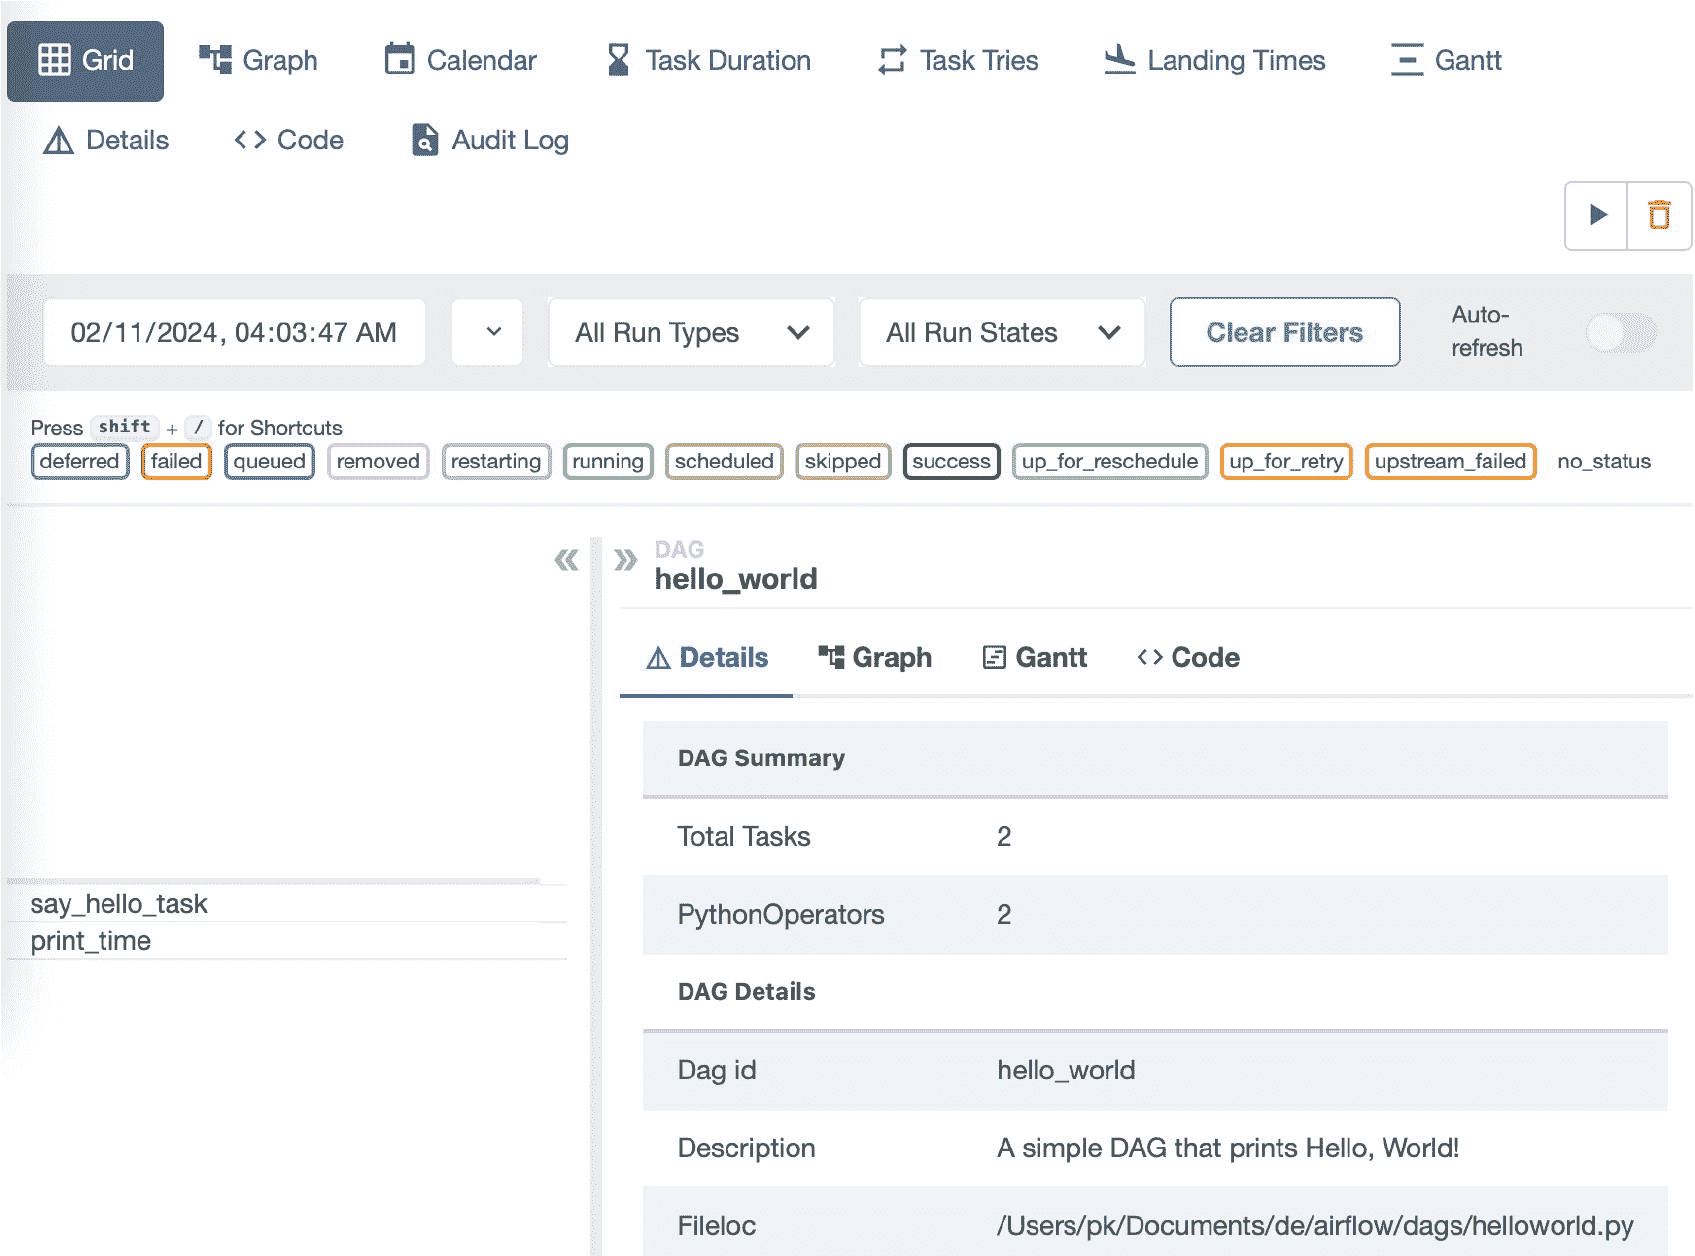 Grid Graph Calendar Task Duration Task Tries Landing Times Gantt
Details Code Audit Log
02/11/2024, 04:03:47 AM All Run Types All Run States Clear Filters Auto-refresh
Press shift + / for Shortcuts
deferred failed queued removed restarting running scheduled skipped success up_for_reschedule up_for_retry upstream_failed no_status
DAG
hello_world
Details Graph Gantt Code
DAG Summary
Total Tasks 2
PythonOperators 2
say_hello_task
print_time
DAG Details
Dag id hello_world
Description A simple DAG that prints Hello, World!
Fileloc /Users/pk/Documents/de/airflow/dags/helloworld.py